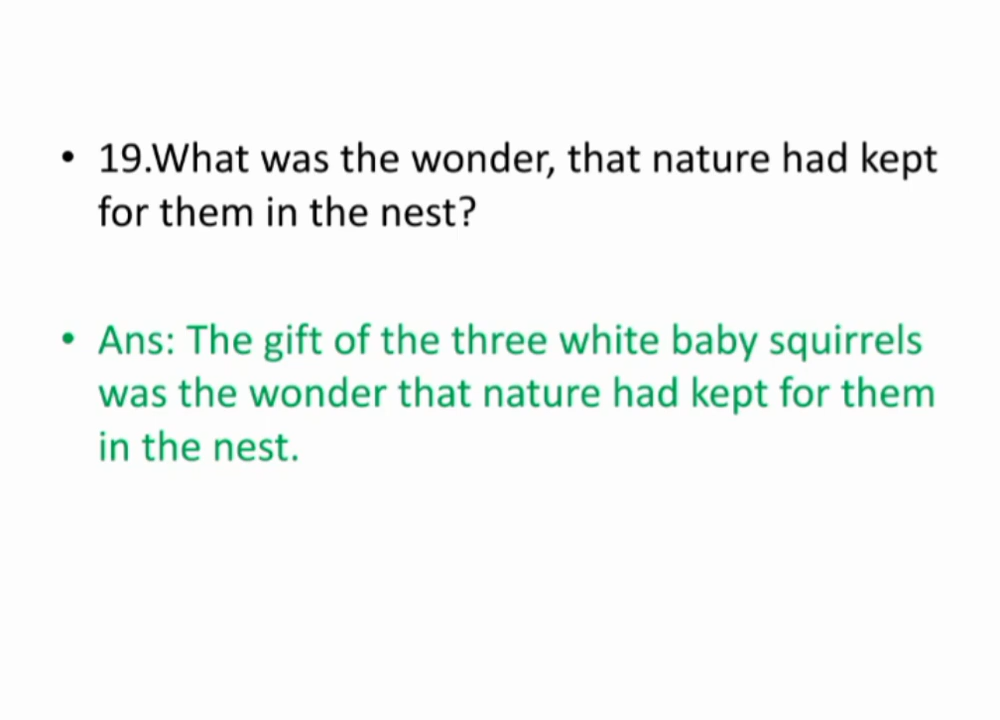 • 19.What was the wonder, that nature had kept
for them in the nest?
• Ans: The gift of the three white baby squirrels
was the wonder that nature had kept for them
in the nest.